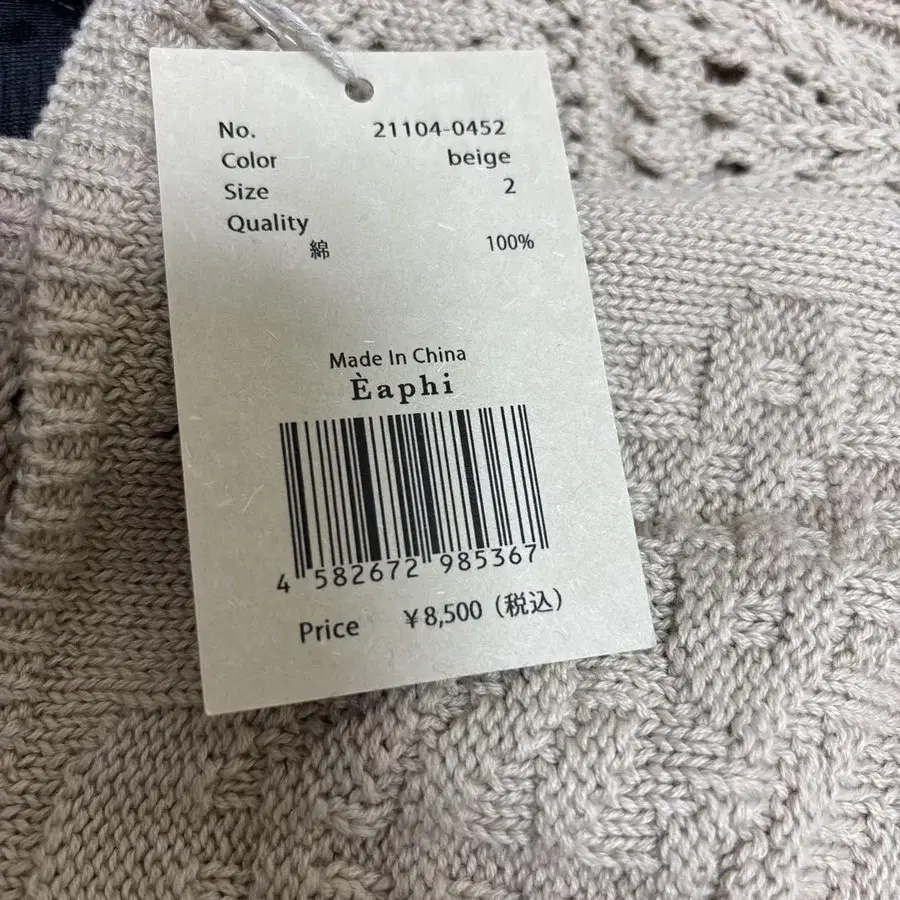 No. 21104-0452
Color beige
Size 2
Quality
綿 100%
Made In China
Èaphi
4 582672 985367
Price ¥8,500（税込）